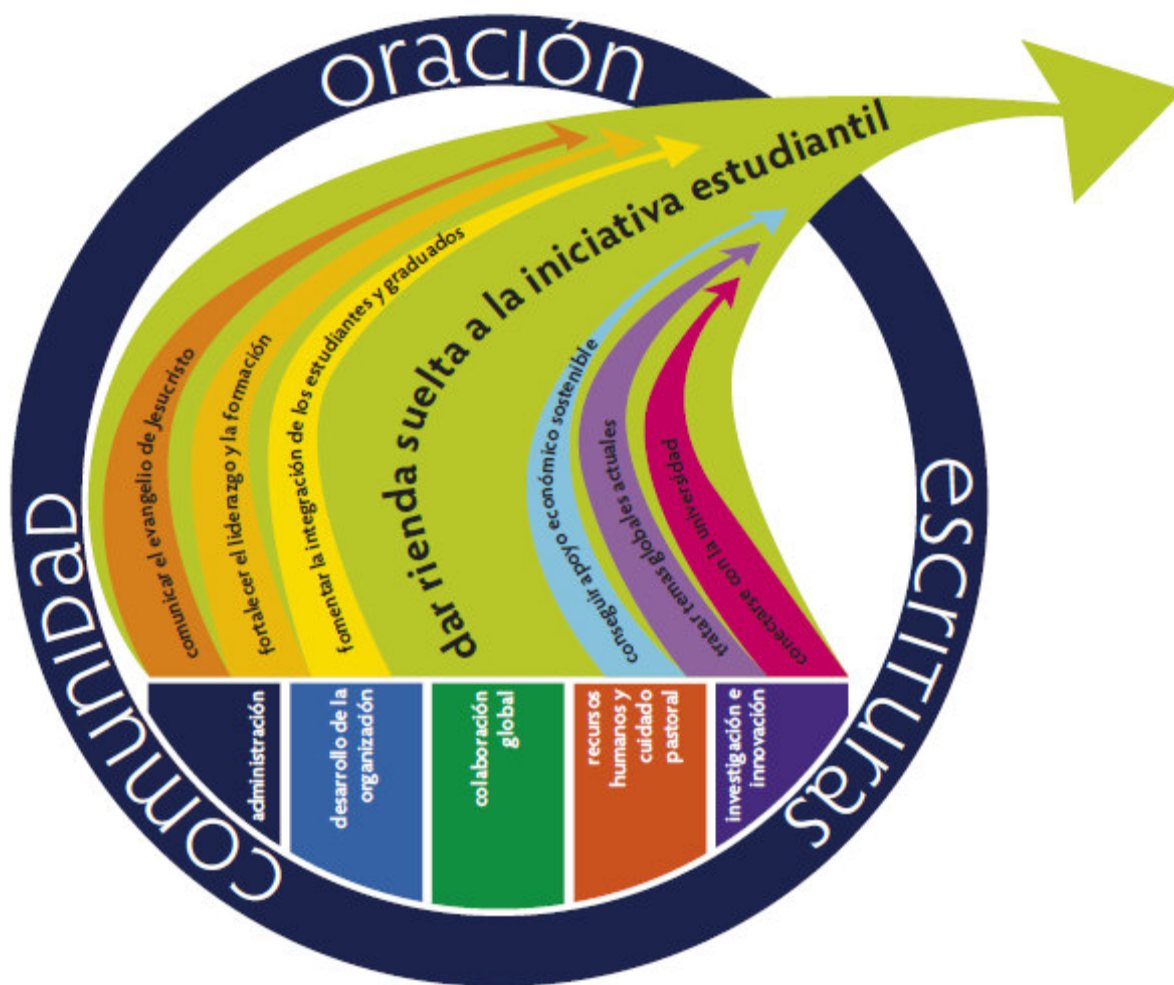 oración
comunidad
escrituras
comunicar el evangelio de Jesucristo
fortalecer el liderazgo y la formación
fomentar la integración de los estudiantes y graduados
dar rienda suelta a la iniciativa estudiantil
conseguir apoyo económico sostenible
tratar temas globales actuales
conectarse con la universidad
administración
desarrollo de la
organización
colaboración
global
recursos
humanos y
cuidado
pastoral
investigación e
innovación